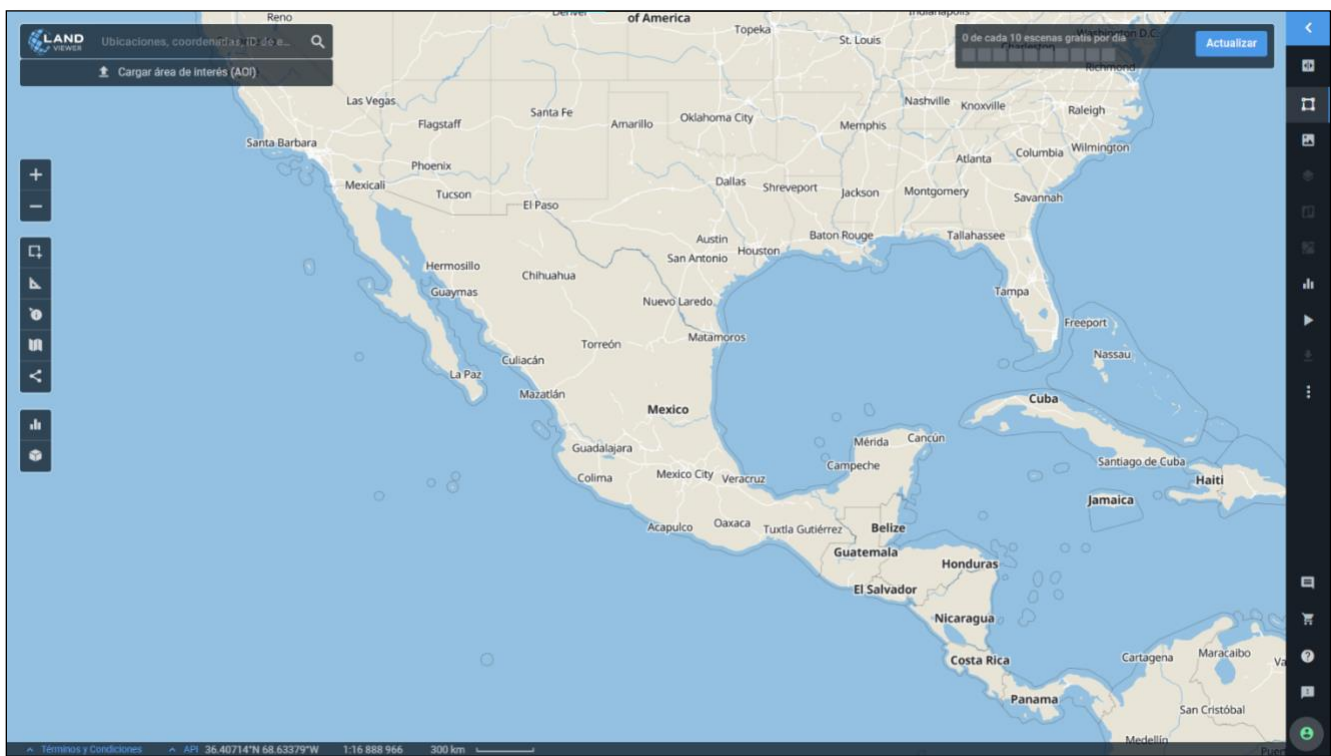 Reno
of America
Topeka
St. Louis
LAND
VIEWER
Ubicaciones, coordenadas, ID de e...
Cargar área de interés (AOI)
0 de cada 10 escenas gratis por día
Actualizar
Washington D.C.
Charleston
Richmond
Las Vegas
Santa Fe
Nashville
Knoxville
Raleigh
Flagstaff
Amarillo
Oklahoma City
Memphis
Santa Barbara
Atlanta
Columbia
Wilmington
Phoenix
Mexicali
Tucson
Dallas
Shreveport
Jackson
Montgomery
Savannah
El Paso
Austin
Houston
Baton Rouge
Tallahassee
San Antonio
Hermosillo
Chihuahua
Guaymas
Nuevo Laredo
Tampa
Freeport
Matamoros
Torreón
Nassau
Culiacán
La Paz
Mazatlán
Mexico
Cuba
Guadalajara
Mérida
Cancún
Colima
Mexico City
Veracruz
Campeche
Santiago de Cuba
Haiti
Jamaica
Acapulco
Oaxaca
Tuxtla Gutiérrez
Belize
Guatemala
Honduras
El Salvador
Nicaragua
Costa Rica
Cartagena
Maracaibo
Va
Panama
San Cristóbal
Medellín
Términos y Condiciones
API
36.40714°N 68.63379°W
1:16 888 966
300 km